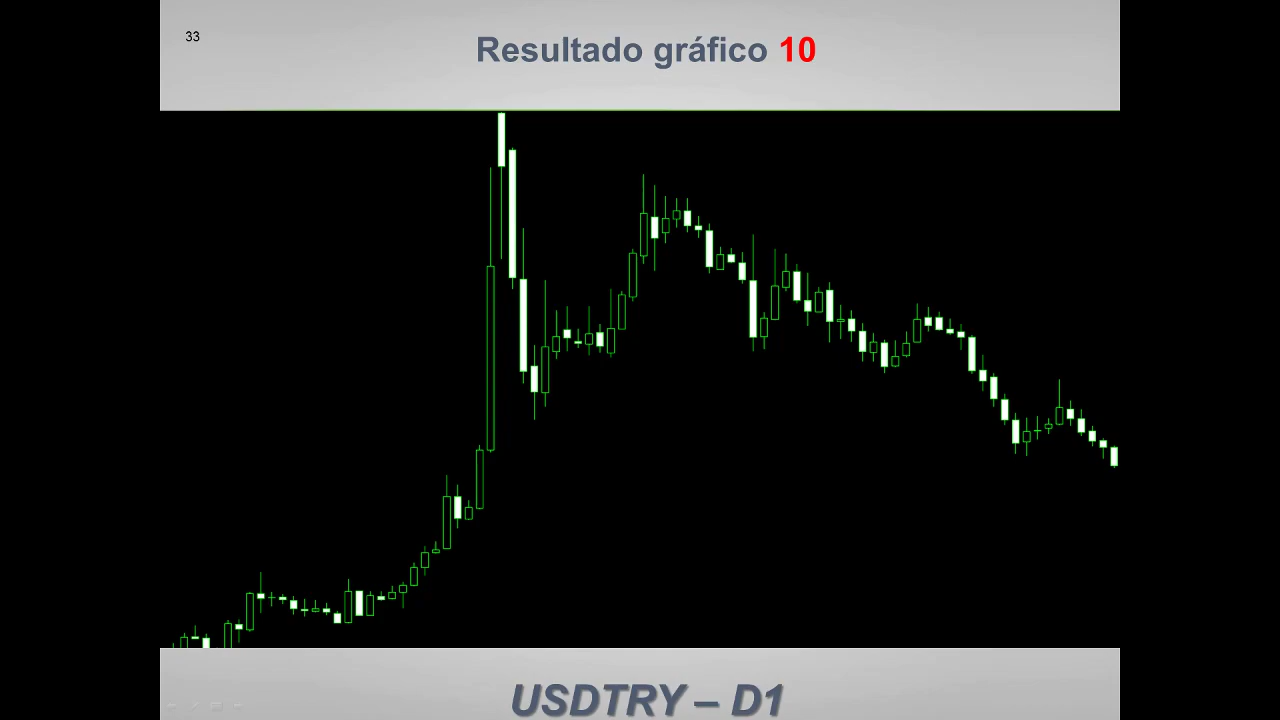 33
Resultado gráfico 10
USDTRY – D1